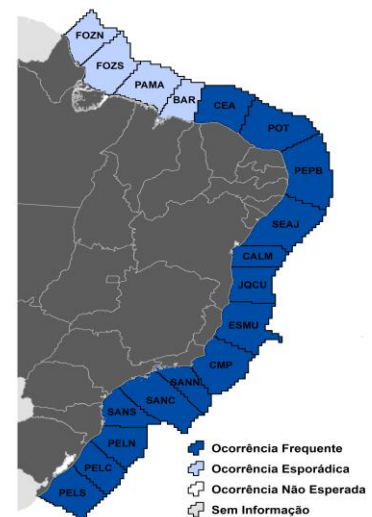 FOZN
FOZS
PAMA
BAR
CEA
POT
PEPB
SEAJ
CALM
JQCU
ESMU
CMP
SANN
SANC
SANS
PELN
PELC
PELS
Ocorrência Frequente
Ocorrência Esporádica
Ocorrência Não Esperada
Sem Informação